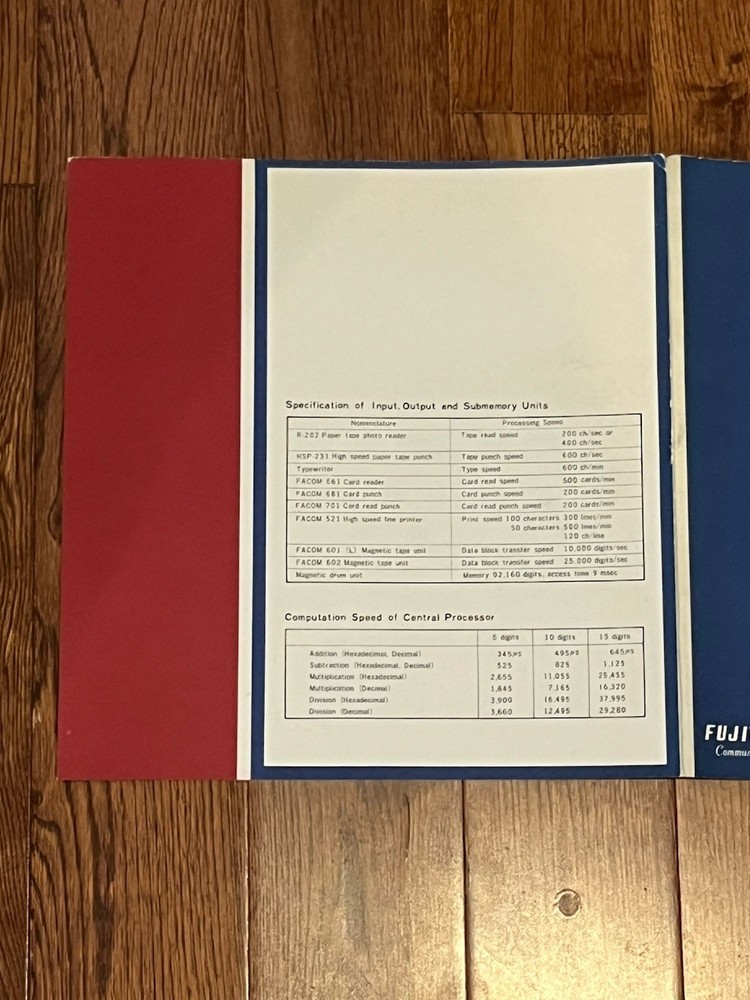 Specification of Input, Output and Submemory Units
Nomenclature Processing Speed
R-202 Paper tape photo reader Tape read speed 200 ch/sec or
400 ch/sec
HSP-231 High speed paper tape punch Tape punch speed 600 ch/sec
Typewriter Type speed 600 ch/min
FACOM 661 Card reader Card read speed 500 cards/min
FACOM 681 Card punch Card punch speed 200 cards/min
FACOM 701 Card read punch Card read punch speed 200 cards/min
FACOM 521 High speed line printer Print speed 100 characters 300 lines/min
50 characters 500 lines/min
120 ch/line
FACOM 601 (L) Magnetic tape unit Data block transfer speed 10,000 digits/sec
FACOM 602 Magnetic tape unit Data block transfer speed 25,000 digits/sec
Magnetic drum unit Memory 92,160 digits, access time 9 msec
Computation Speed of Central Processor
5 digits 10 digits 15 digits
Addition (Hexadecimal, Decimal) 345μs 495μs 645μs
Subtraction (Hexadecimal, Decimal) 525 825 1,125
Multiplication (Hexadecimal) 2,655 11,055 25,455
Multiplication (Decimal) 1,845 7,165 16,320
Division (Hexadecimal) 3,900 16,495 37,995
Division (Decimal) 3,660 12,495 29,280
FUJI
Commu